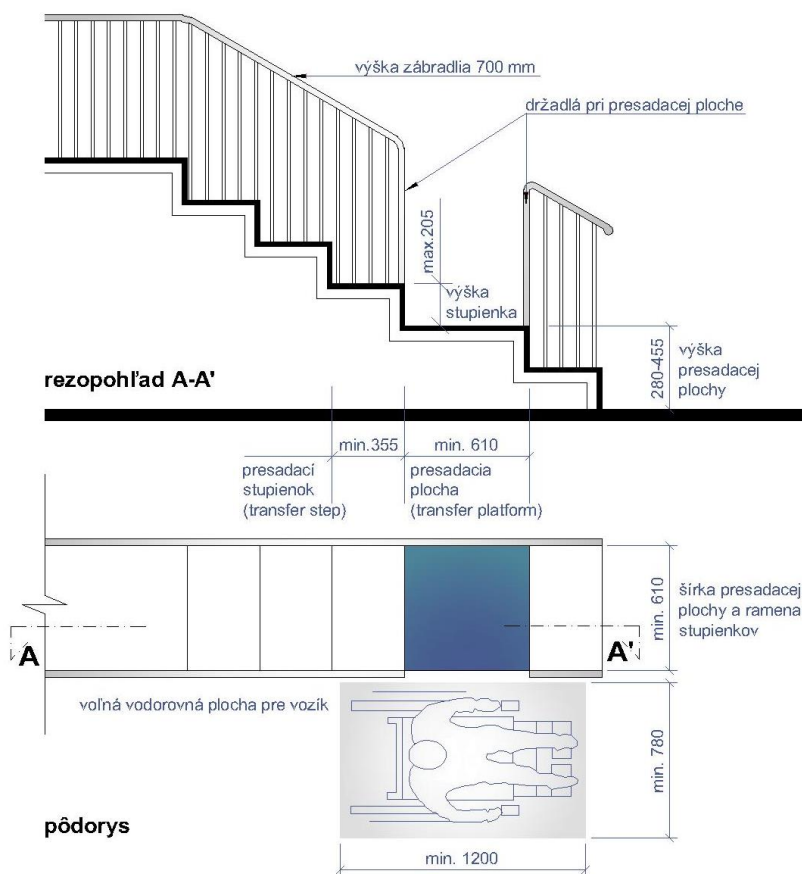 výška zábradlia 700 mm
držadlá pri presadacej ploche
max.205
výška
stupienka
280-455
výška
presadacej
plochy
rezopohľad A-A'
min.355
min. 610
presadací
stupienok
(transfer step)
presadacia
plocha
(transfer platform)
min. 610
šírka presadacej
plochy a ramena
stupienkov
A
A'
voľná vodorovná plocha pre vozík
min. 780
pôdorys
min. 1200